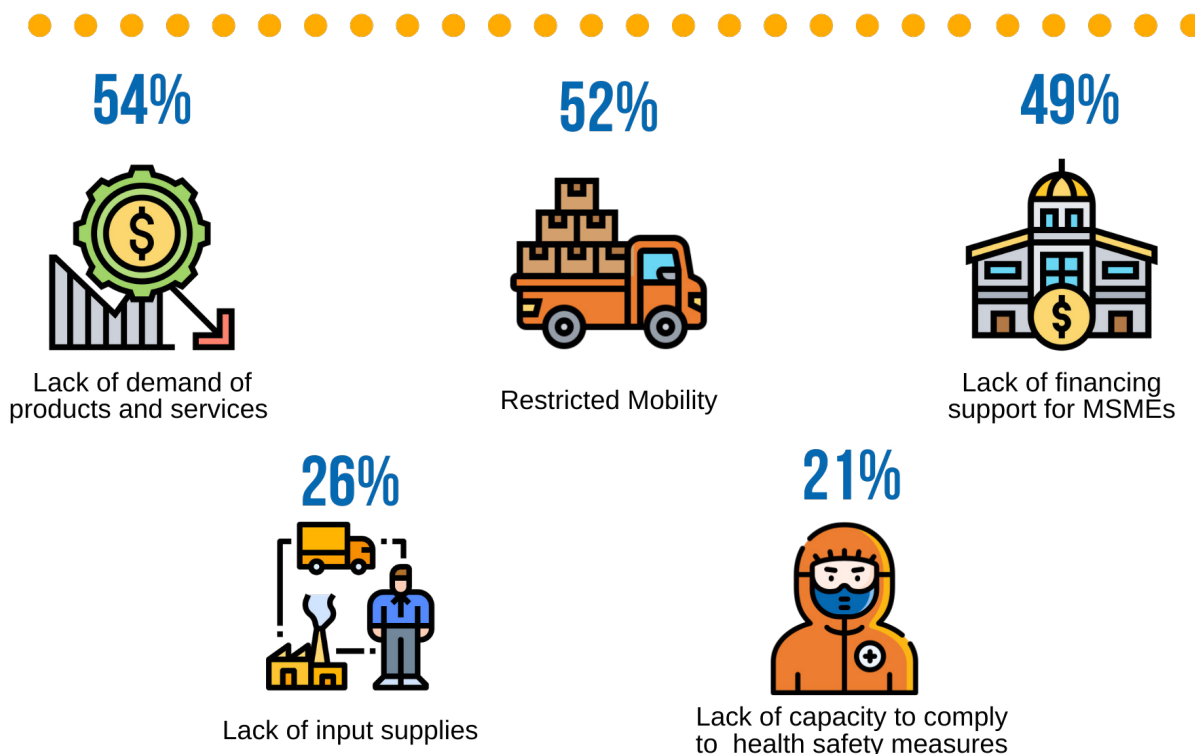 54%
52%
49%
$
$
Lack of demand of
products and services
Restricted Mobility
Lack of financing
support for MSMEs
26%
21%
Lack of input supplies
Lack of capacity to comply
to health safety measures